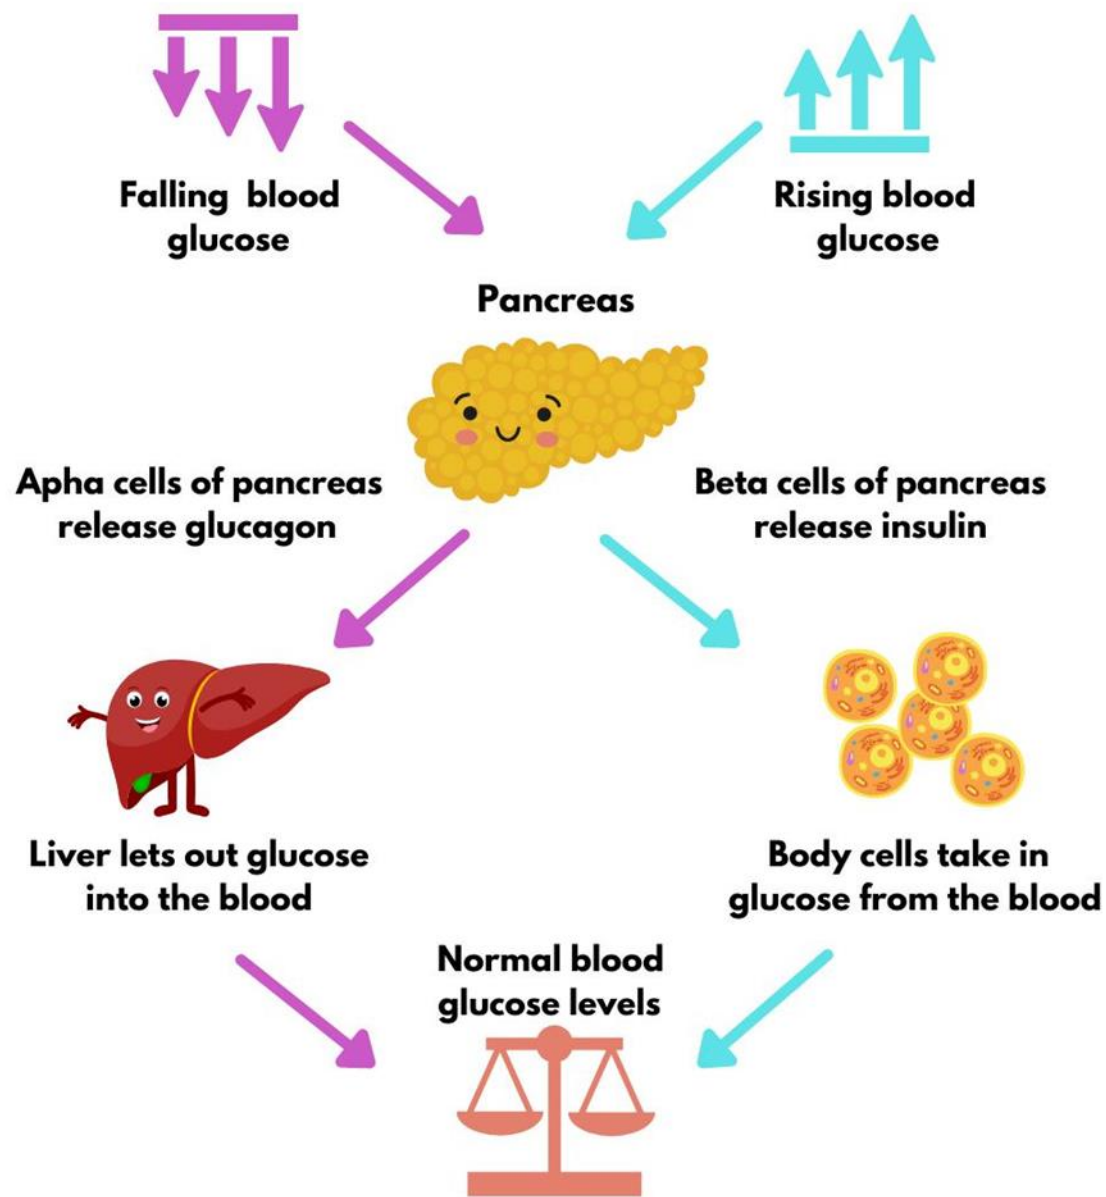 Falling blood
glucose
Rising blood
glucose
Pancreas
Apha cells of pancreas
release glucagon
Beta cells of pancreas
release insulin
Liver lets out glucose
into the blood
Body cells take in
glucose from the blood
Normal blood
glucose levels